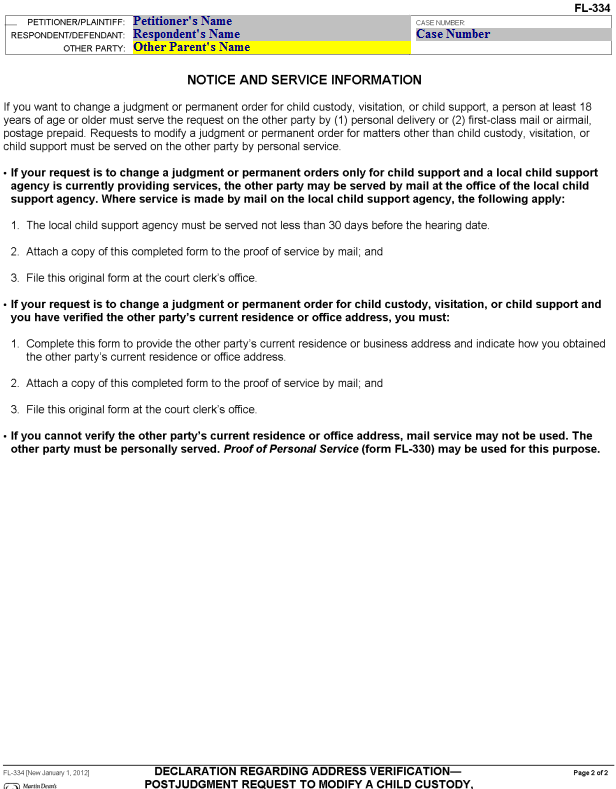 FL-334
PETITIONER/PLAINTIFF: Petitioner's Name
CASE NUMBER:
RESPONDENT/DEFENDANT: Respondent's Name
Case Number
OTHER PARTY: Other Parent's Name
NOTICE AND SERVICE INFORMATION
If you want to change a judgment or permanent order for child custody, visitation, or child support, a person at least 18
years of age or older must serve the request on the other party by (1) personal delivery or (2) first-class mail or airmail,
postage prepaid. Requests to modify a judgment or permanent order for matters other than child custody, visitation, or
child support must be served on the other party by personal service.
• If your request is to change a judgment or permanent orders only for child support and a local child support
agency is currently providing services, the other party may be served by mail at the office of the local child
support agency. Where service is made by mail on the local child support agency, the following apply:
1. The local child support agency must be served not less than 30 days before the hearing date.
2. Attach a copy of this completed form to the proof of service by mail; and
3. File this original form at the court clerk's office.
• If your request is to change a judgment or permanent order for child custody, visitation, or child support and
you have verified the other party's current residence or office address, you must:
1. Complete this form to provide the other party's current residence or business address and indicate how you obtained
the other party's current residence or office address.
2. Attach a copy of this completed form to the proof of service by mail; and
3. File this original form at the court clerk's office.
• If you cannot verify the other party's current residence or office address, mail service may not be used. The
other party must be personally served. Proof of Personal Service (form FL-330) may be used for this purpose.
FL-334 [New January 1, 2012]
DECLARATION REGARDING ADDRESS VERIFICATION—
Page 2 of 2
POSTJUDGMENT REQUEST TO MODIFY A CHILD CUSTODY,
Martin Dean's